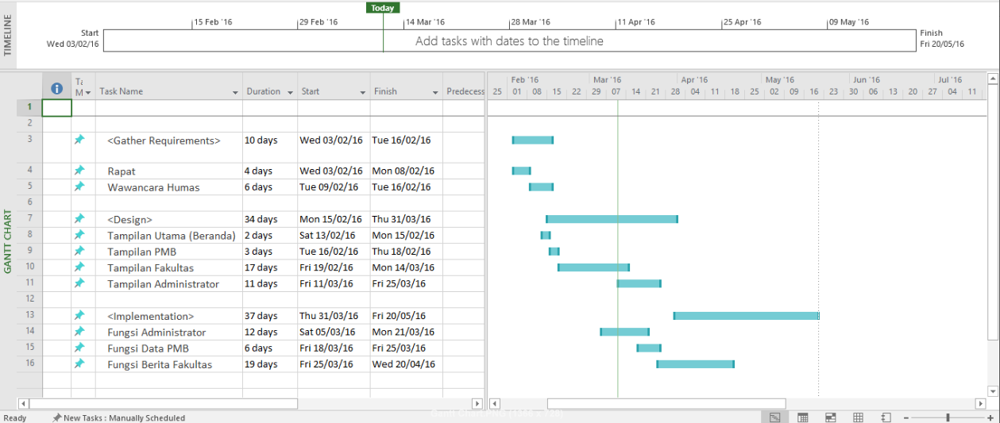 Today
15 Feb '16 29 Feb '16 14 Mar '16 28 Mar '16 11 Apr '16 25 Apr '16 09 May '16
TIMELINE
Start
Wed 03/02/16
Add tasks with dates to the timeline
Finish
Fri 20/05/16
Feb '16 Mar '16 Apr '16 May '16 Jun '16 Jul '16
Task Name Duration Start Finish Predecess
25 01 08 15 22 29 07 14 21 28 04 11 18 25 02 09 16 23 30 06 13 20 27 04 11
1
2
3 <Gather Requirements> 10 days Wed 03/02/16 Tue 16/02/16
4 Rapat 4 days Wed 03/02/16 Mon 08/02/16
5 Wawancara Humas 6 days Tue 09/02/16 Tue 16/02/16
6
7 <Design> 34 days Mon 15/02/16 Thu 31/03/16
8 Tampilan Utama (Beranda) 2 days Sat 13/02/16 Mon 15/02/16
9 Tampilan PMB 3 days Tue 16/02/16 Thu 18/02/16
10 Tampilan Fakultas 17 days Fri 19/02/16 Mon 14/03/16
11 Tampilan Administrator 11 days Fri 11/03/16 Fri 25/03/16
12
13 <Implementation> 37 days Thu 31/03/16 Fri 20/05/16
14 Fungsi Administrator 12 days Sat 05/03/16 Mon 21/03/16
15 Fungsi Data PMB 6 days Fri 18/03/16 Fri 25/03/16
16 Fungsi Berita Fakultas 19 days Fri 25/03/16 Wed 20/04/16
GANTT CHART
Ready New Tasks : Manually Scheduled